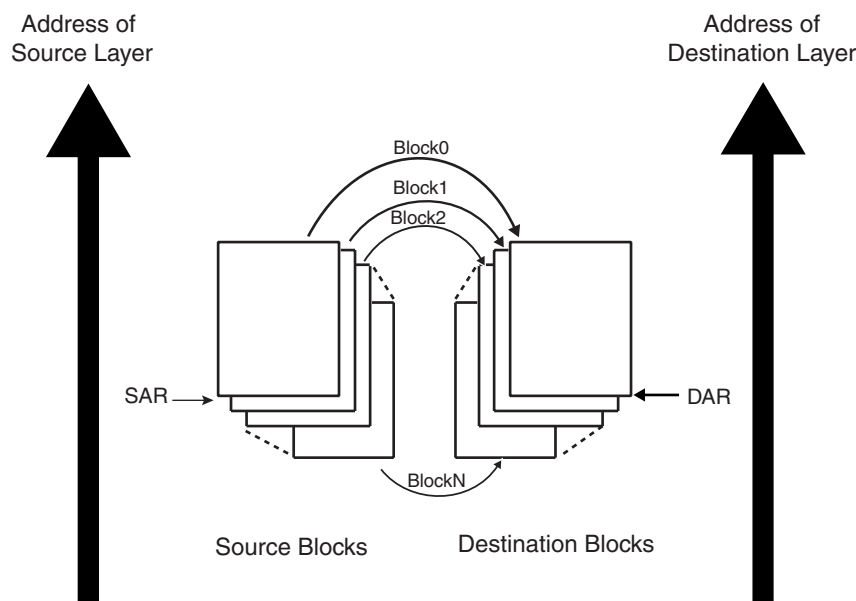 Address of
Source Layer
Address of
Destination Layer
Block0
Block1
Block2
SAR
DAR
BlockN
Source Blocks
Destination Blocks